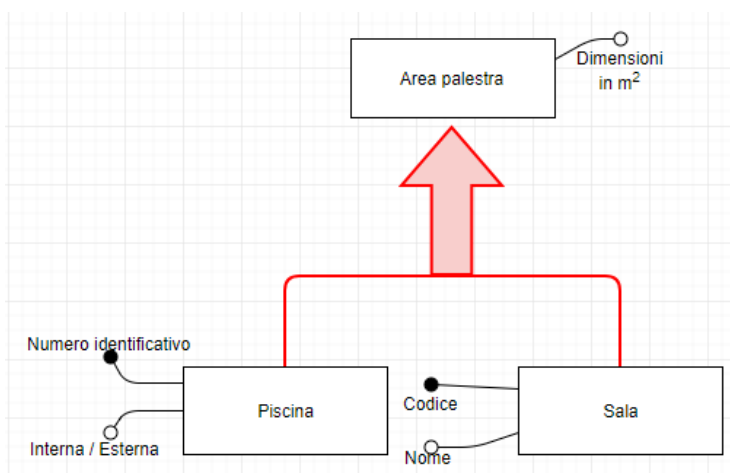 Area palestra
Dimensioni
in m²
Numero identificativo
Interna / Esterna
Piscina
Codice
Nome
Sala